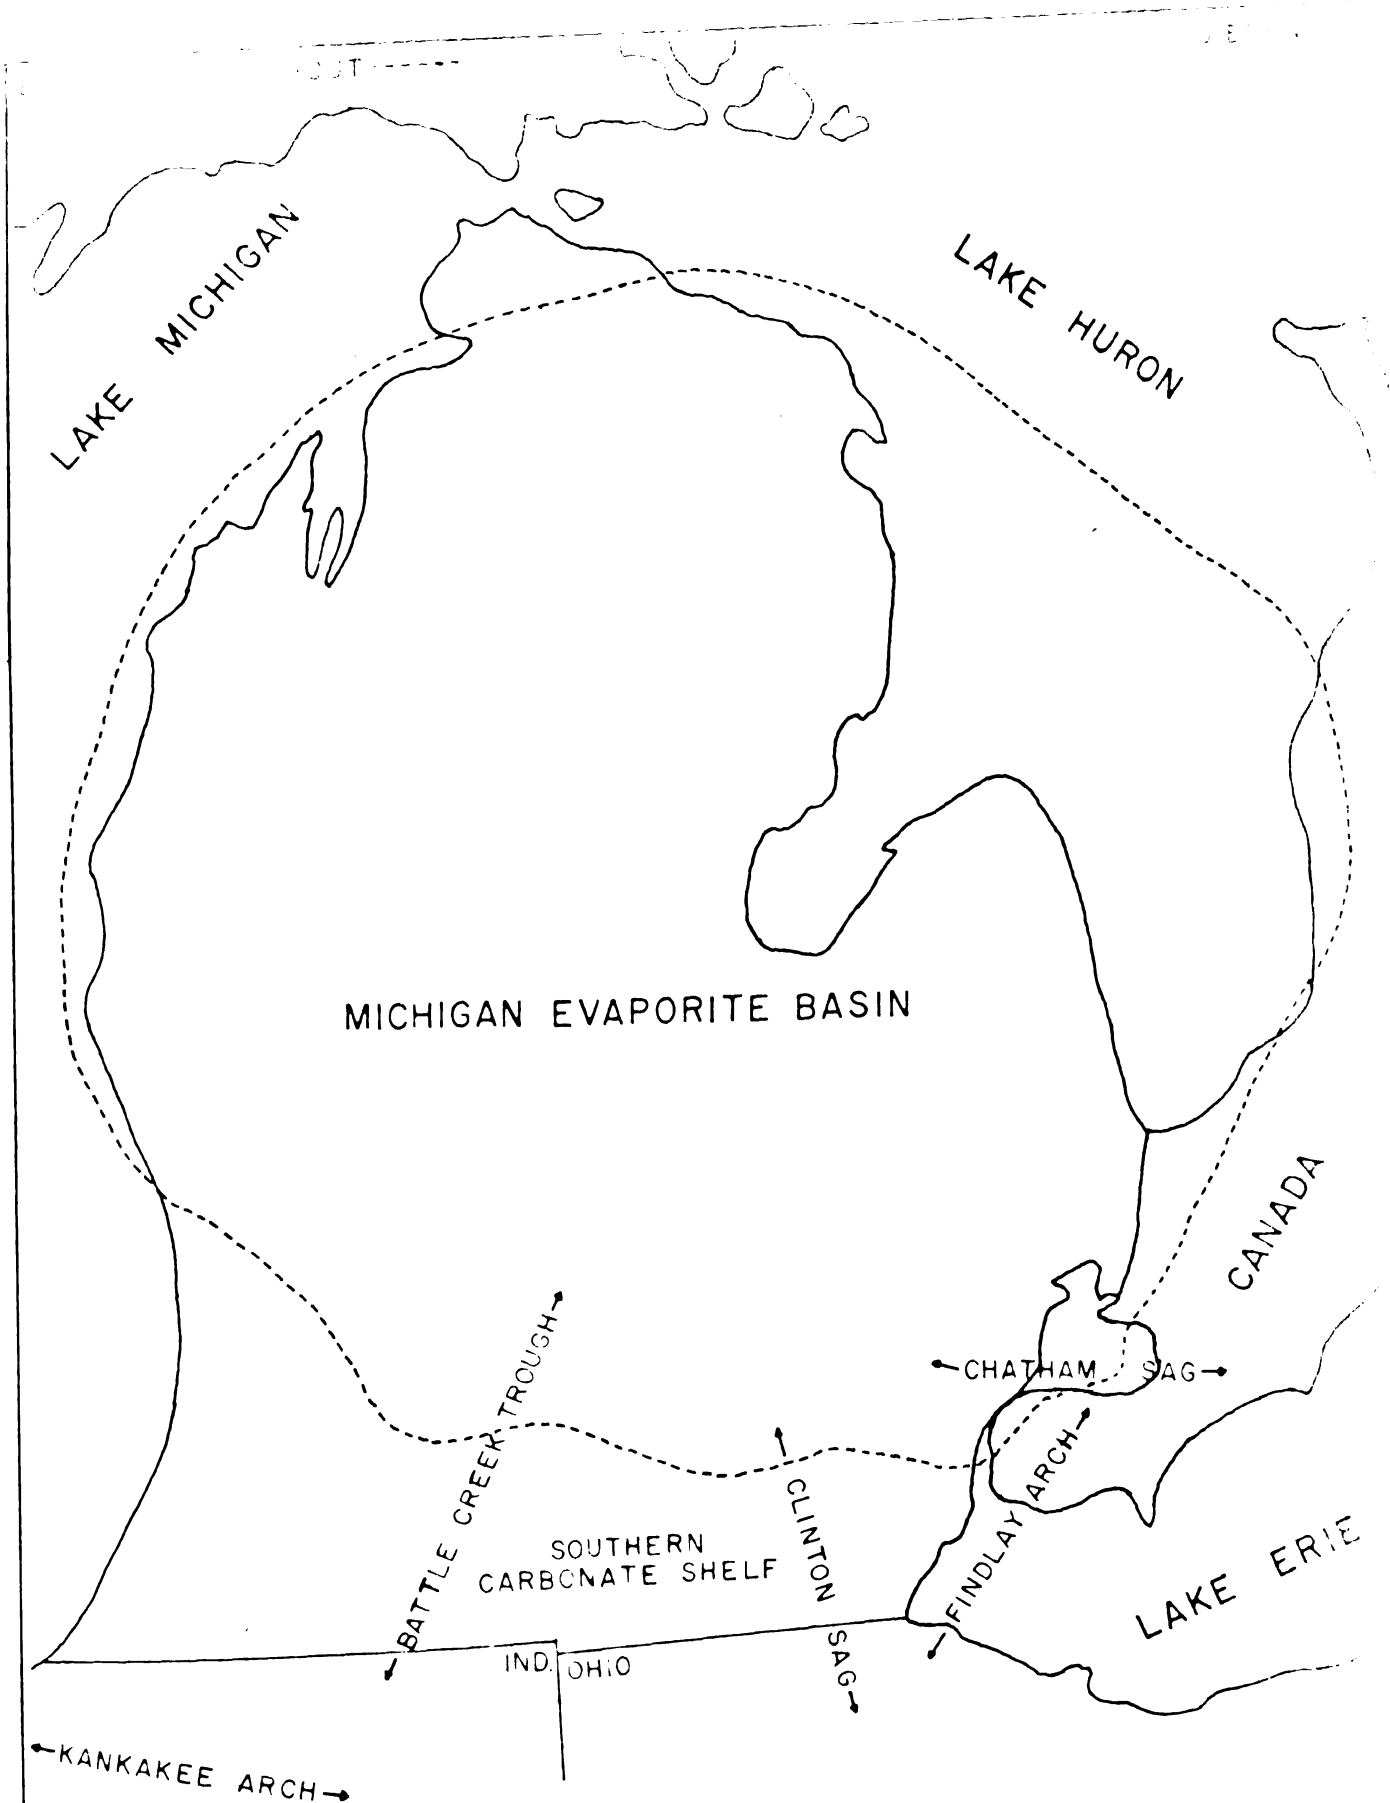 LAKE MICHIGAN
LAKE HURON
MICHIGAN EVAPORITE BASIN
CANADA
CHATHAM SAG
BATTLE CREEK TROUGH
CLINTON SAG
FINDLAY ARCH
SOUTHERN
CARBONATE SHELF
LAKE ERIE
IND. OHIO
KANKAKEE ARCH